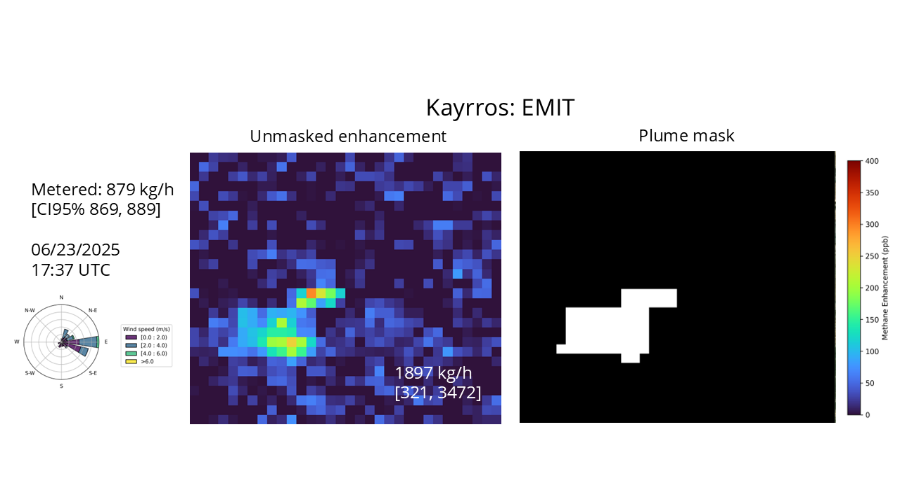 Kayrros: EMIT
Unmasked enhancement
Plume mask
Metered: 879 kg/h
[CI95% 869, 889]
06/23/2025
17:37 UTC
N
N-W
N-E
W
E
S-W
S-E
S
Wind speed (m/s)
[0.0 : 2.0)
[2.0 : 4.0)
[4.0 : 6.0)
>6.0
1897 kg/h
[321, 3472]
400
350
300
250
200
150
100
50
0
Methane Enhancement (ppb)